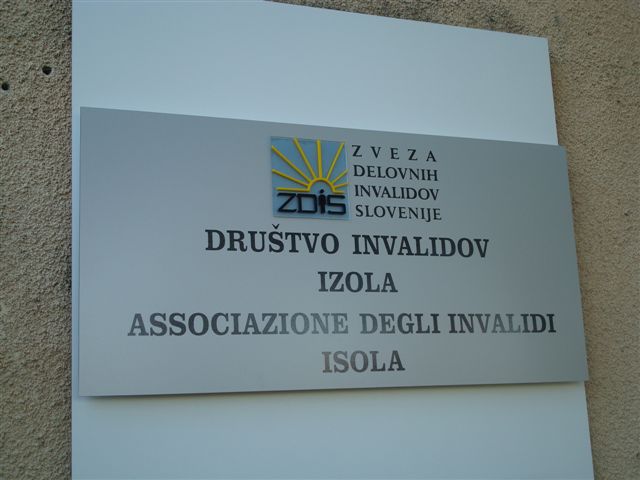 ZDIS
ZVEZA
DELOVNIH
INVALIDOV
SLOVENIJE
DRUŠTVO INVALIDOV
IZOLA
ASSOCIAZIONE DEGLI INVALIDI
ISOLA